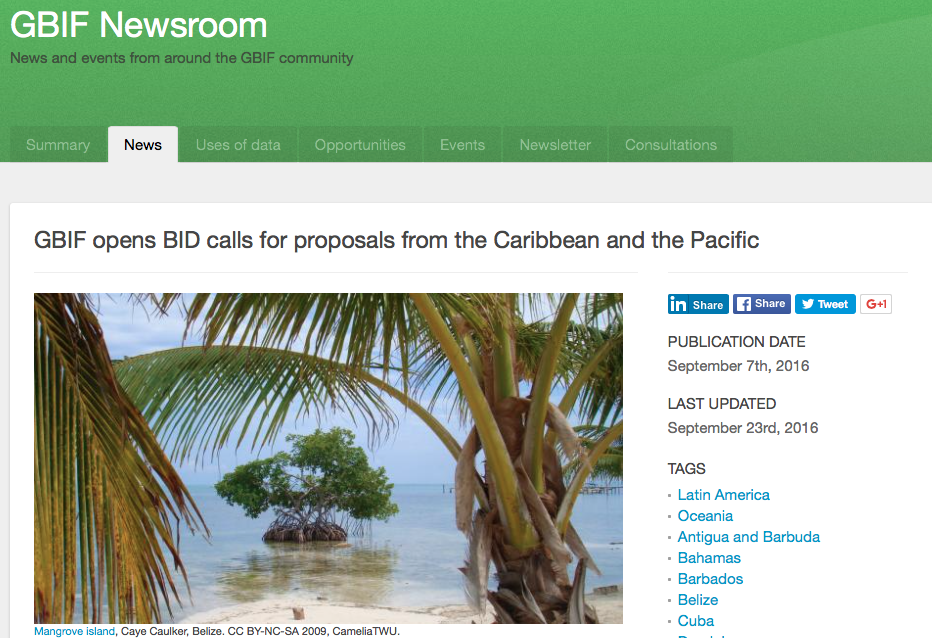 GBIF Newsroom
News and events from around the GBIF community
Summary
News
Uses of data
Opportunities
Events
Newsletter
Consultations
GBIF opens BID calls for proposals from the Caribbean and the Pacific
in Share
f Share
Tweet
G+1
PUBLICATION DATE
September 7th, 2016
LAST UPDATED
September 23rd, 2016
TAGS
Latin America
Oceania
Antigua and Barbuda
Bahamas
Barbados
Belize
Cuba
Mangrove island, Caye Caulker, Belize. CC BY-NC-SA 2009, CameliaTWU.